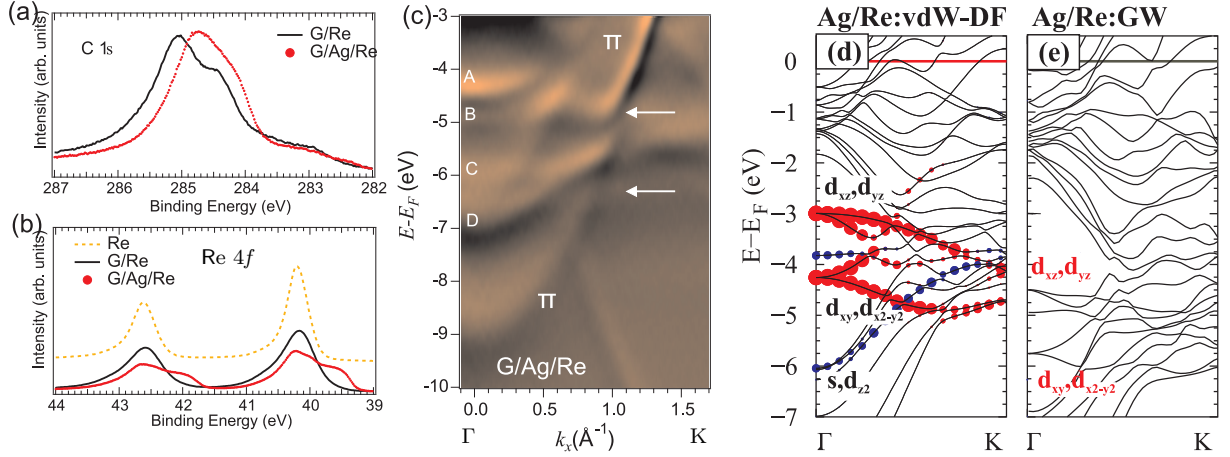 (a)
Intensity (arb. units)
C 1s
G/Re
G/Ag/Re
287 286 285 284 283 282
Binding Energy (eV)
(b)
Intensity (arb. units)
Re 4f
Re
G/Re
G/Ag/Re
44 43 42 41 40 39
Binding Energy (eV)
(c)
E-E_F (eV)
-3
-4
-5
-6
-7
-8
-9
-10
A
B
C
D
π
π
G/Ag/Re
0.0 0.5 1.0 1.5
Γ k_x(Å⁻¹) K
Ag/Re:vdW-DF
(d)
E−E_F (eV)
0
−1
−2
−3
−4
−5
−6
−7
d_xz,d_yz
d_xy,d_x2-y2
s,d_z2
Γ K
Ag/Re:GW
(e)
d_xz,d_yz
d_xy,d_x2-y2
Γ K